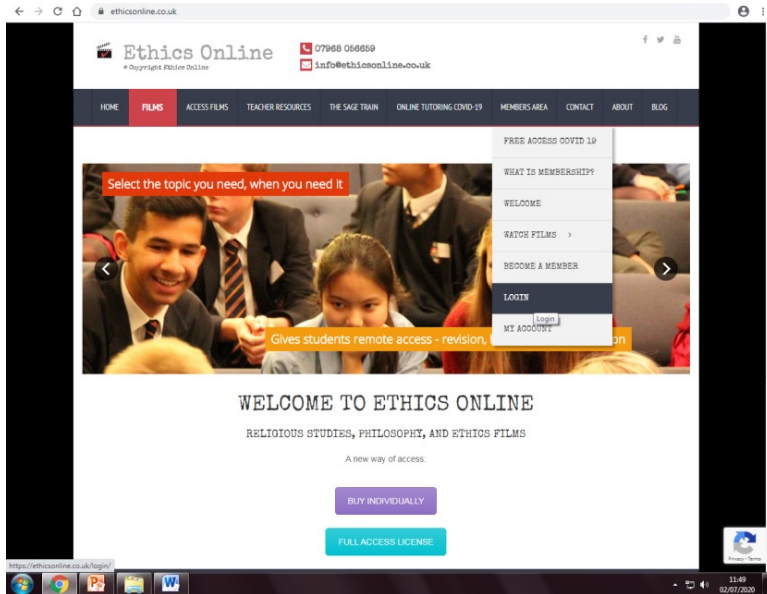 ethicsonline.co.uk
Ethics Online
® Copyright Ethics Online
07968 056659
info@ethicsonline.co.uk
HOME FILMS ACCESS FILMS TEACHER RESOURCES THE SAGE TRAIN ONLINE TUTORING COVID-19 MEMBERS AREA CONTACT ABOUT BLOG
FREE ACCESS COVID 19
WHAT IS MEMBERSHIP?
WELCOME
WATCH FILMS >
BECOME A MEMBER
LOGIN
Login
MY ACCOUNT
Select the topic you need, when you need it
Gives students remote access - revision,
WELCOME TO ETHICS ONLINE
RELIGIOUS STUDIES, PHILOSOPHY, AND ETHICS FILMS
A new way of access.
BUY INDIVIDUALLY
FULL ACCESS LICENSE
Privacy - Terms
https://ethicsonline.co.uk/login/
11:49
02/07/2020